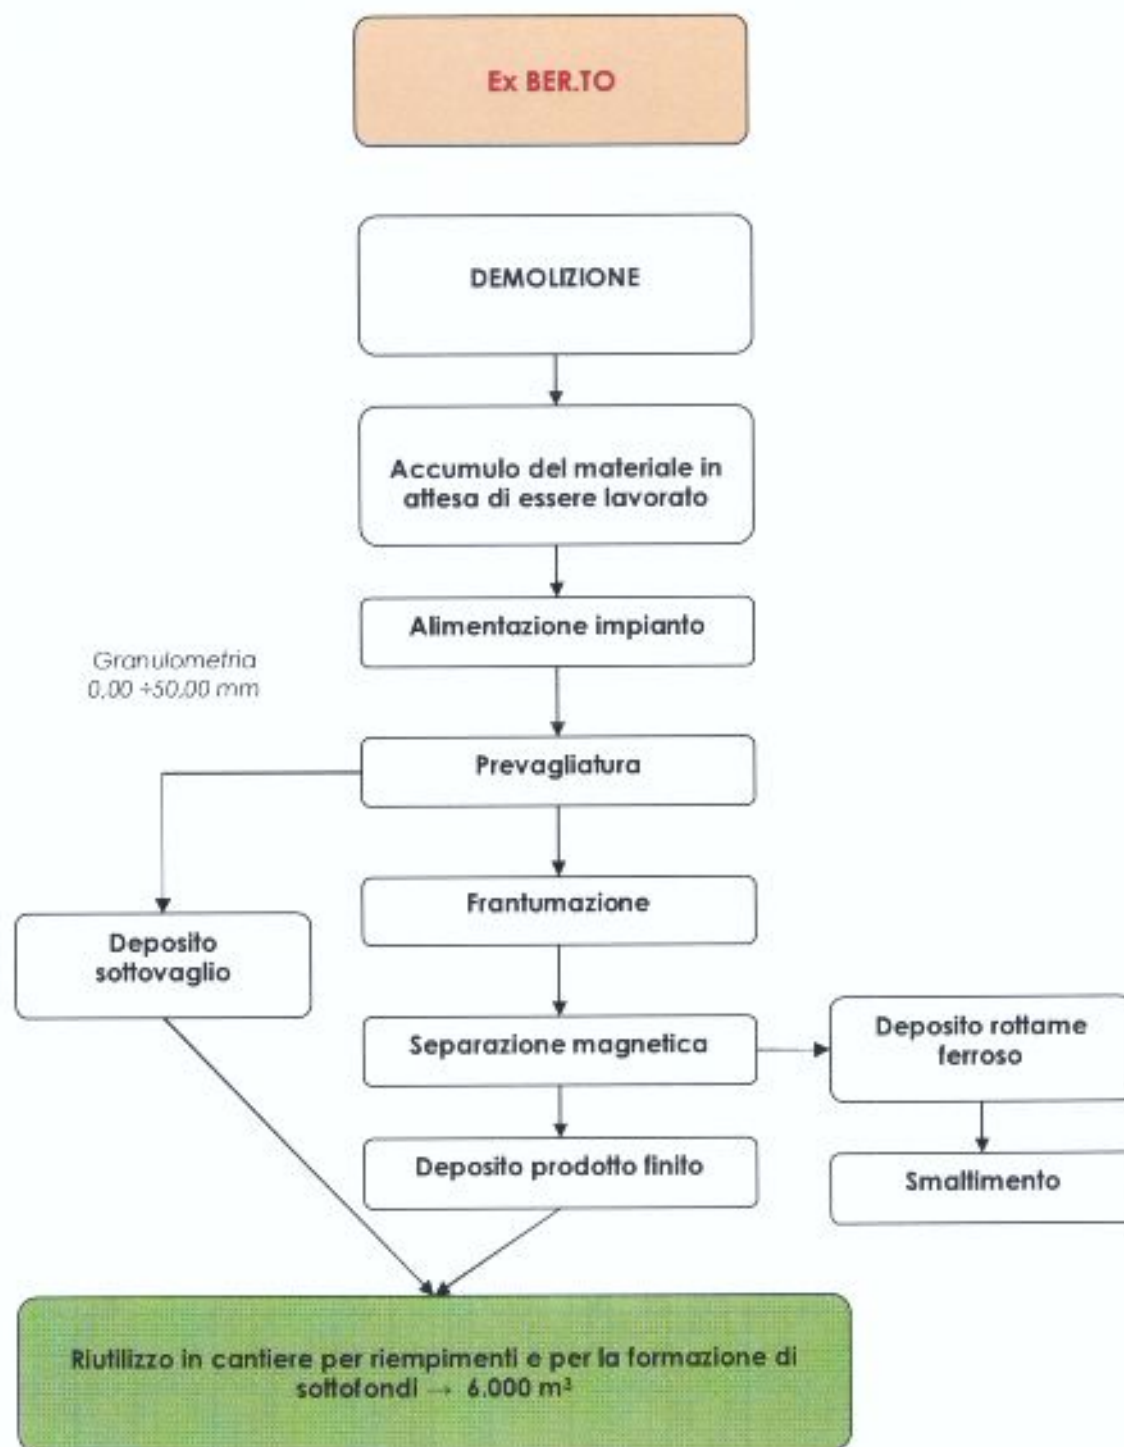 Ex BER.TO
DEMOLIZIONE
Accumulo del materiale in
attesa di essere lavorato
Alimentazione impianto
Granulometria
0.00 ÷50.00 mm
Prevagliatura
Frantumazione
Deposito
sottovaglio
Separazione magnetica
Deposito rottame
ferroso
Deposito prodotto finito
Smaltimento
Riutilizzo in cantiere per riempimenti e per la formazione di
sottofondi → 6.000 m³